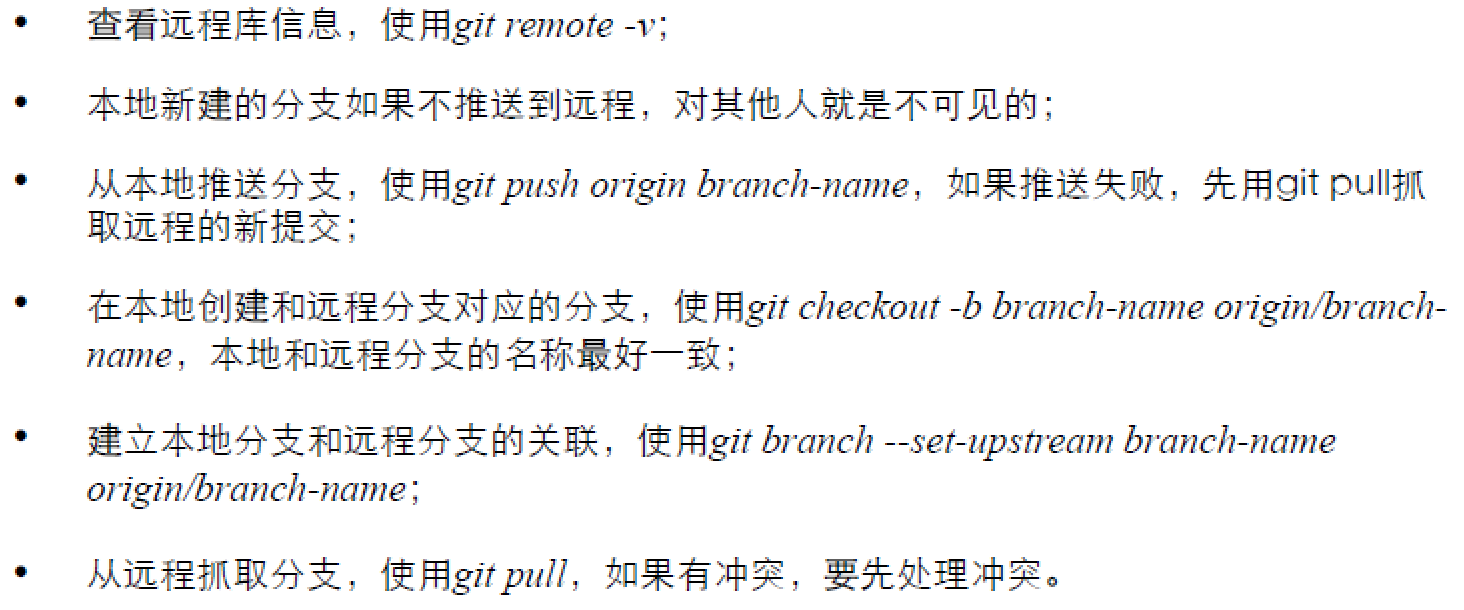 • 查看远程库信息，使用git remote -v；
• 本地新建的分支如果不推送到远程，对其他人就是不可见的；
• 从本地推送分支，使用git push origin branch-name，如果推送失败，先用git pull抓
取远程的新提交；
• 在本地创建和远程分支对应的分支，使用git checkout -b branch-name origin/branch-
name，本地和远程分支的名称最好一致；
• 建立本地分支和远程分支的关联，使用git branch --set-upstream branch-name
origin/branch-name；
• 从远程抓取分支，使用git pull，如果有冲突，要先处理冲突。